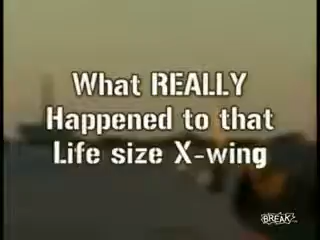 What REALLY
Happened to that
Life size X-wing
BREAK